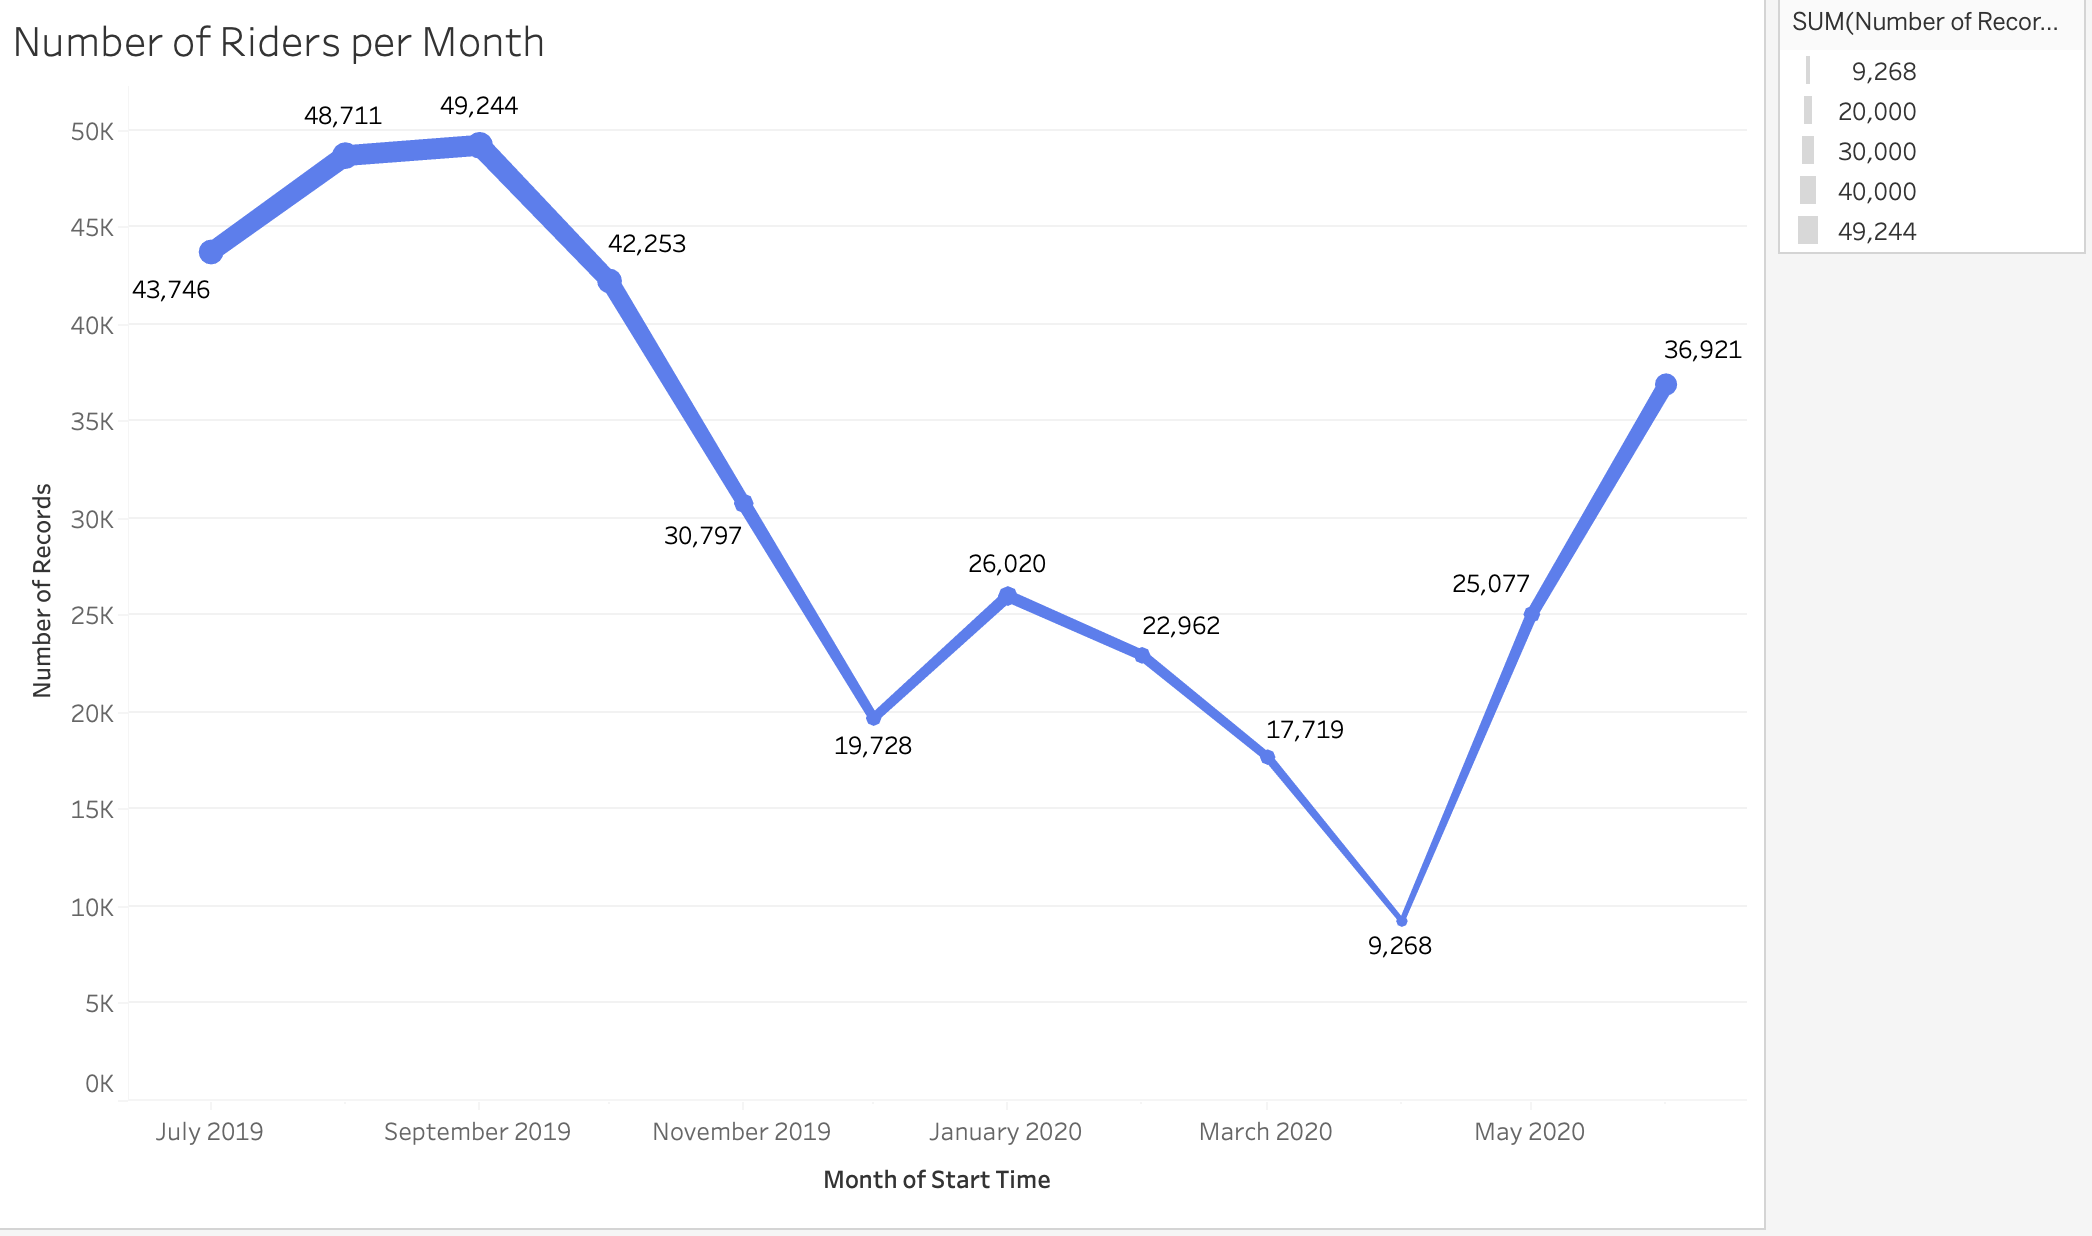 Number of Riders per Month
SUM(Number of Recor...
9,268
20,000
30,000
40,000
49,244
Number of Records
50K
45K
40K
35K
30K
25K
20K
15K
10K
5K
0K
43,746
48,711
49,244
42,253
30,797
19,728
26,020
22,962
17,719
9,268
25,077
36,921
July 2019
September 2019
November 2019
January 2020
March 2020
May 2020
Month of Start Time